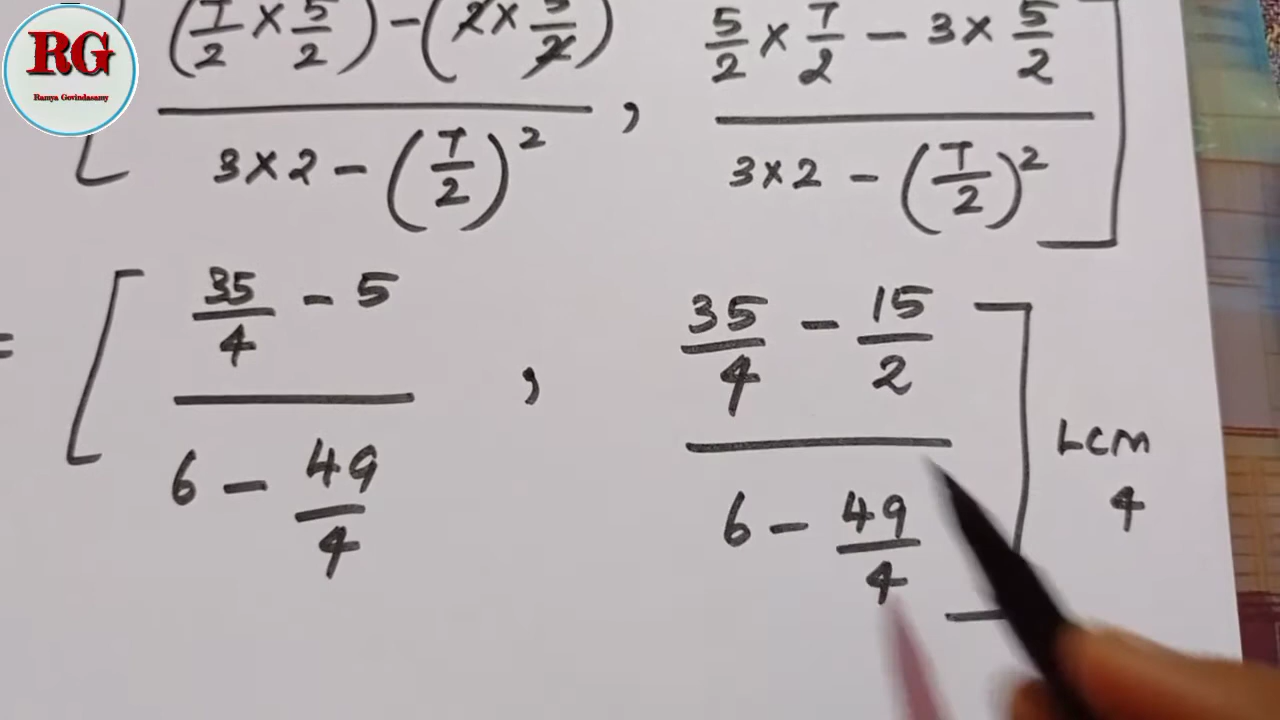 RG
Ramya Govindasamy
[ ((7/2 × 5/2) − (2 × 5/2)) / (3×2 − (7/2)²) , (5/2 × 7/2 − 3 × 5/2) / (3×2 − (7/2)²) ]
= [ (35/4 − 5) / (6 − 49/4) , (35/4 − 15/2) / (6 − 49/4) ] LCM
4